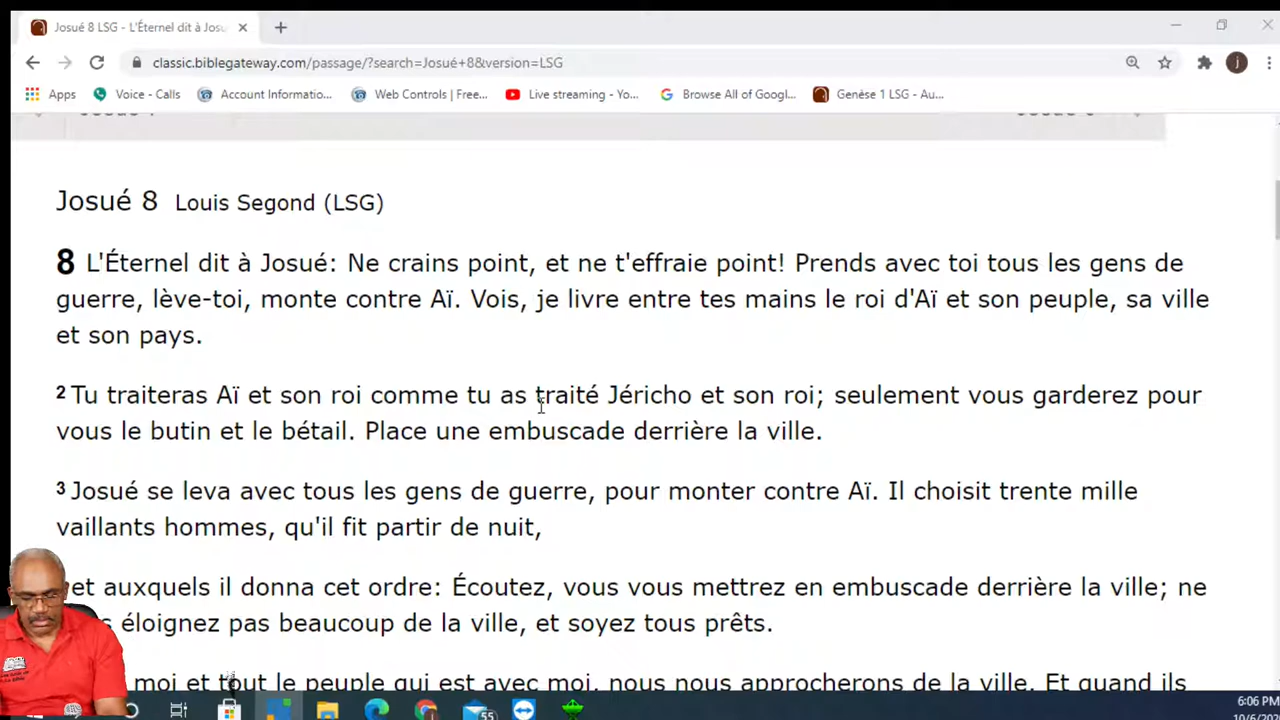 Josué 8 LSG - L'Éternel dit à Josu
classic.biblegateway.com/passage/?search=Josué+8&version=LSG
Apps Voice - Calls Account Informatio... Web Controls | Free... Live streaming - Yo... Browse All of Googl... Genèse 1 LSG - Au...
Josué 8 Louis Segond (LSG)
8 L'Éternel dit à Josué: Ne crains point, et ne t'effraie point! Prends avec toi tous les gens de
guerre, lève-toi, monte contre Aï. Vois, je livre entre tes mains le roi d'Aï et son peuple, sa ville
et son pays.
2 Tu traiteras Aï et son roi comme tu as traité Jéricho et son roi; seulement vous garderez pour
vous le butin et le bétail. Place une embuscade derrière la ville.
3 Josué se leva avec tous les gens de guerre, pour monter contre Aï. Il choisit trente mille
vaillants hommes, qu'il fit partir de nuit,
et auxquels il donna cet ordre: Écoutez, vous vous mettrez en embuscade derrière la ville; ne
éloignez pas beaucoup de la ville, et soyez tous prêts.
moi et tout le peuple qui est avec moi, nous nous approcherons de la ville. Et quand ils
55
6:06 PM